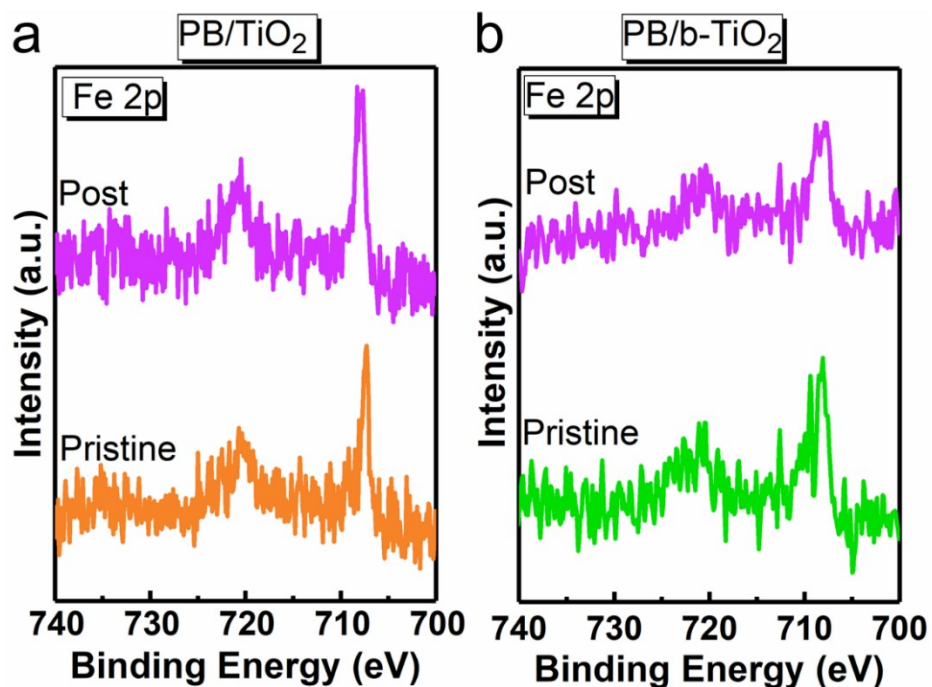 a
PB/TiO₂
Fe 2p
Post
Pristine
Intensity (a.u.)
740 730 720 710 700
Binding Energy (eV)
b
PB/b-TiO₂
Fe 2p
Post
Pristine
Intensity (a.u.)
740 730 720 710 700
Binding Energy (eV)